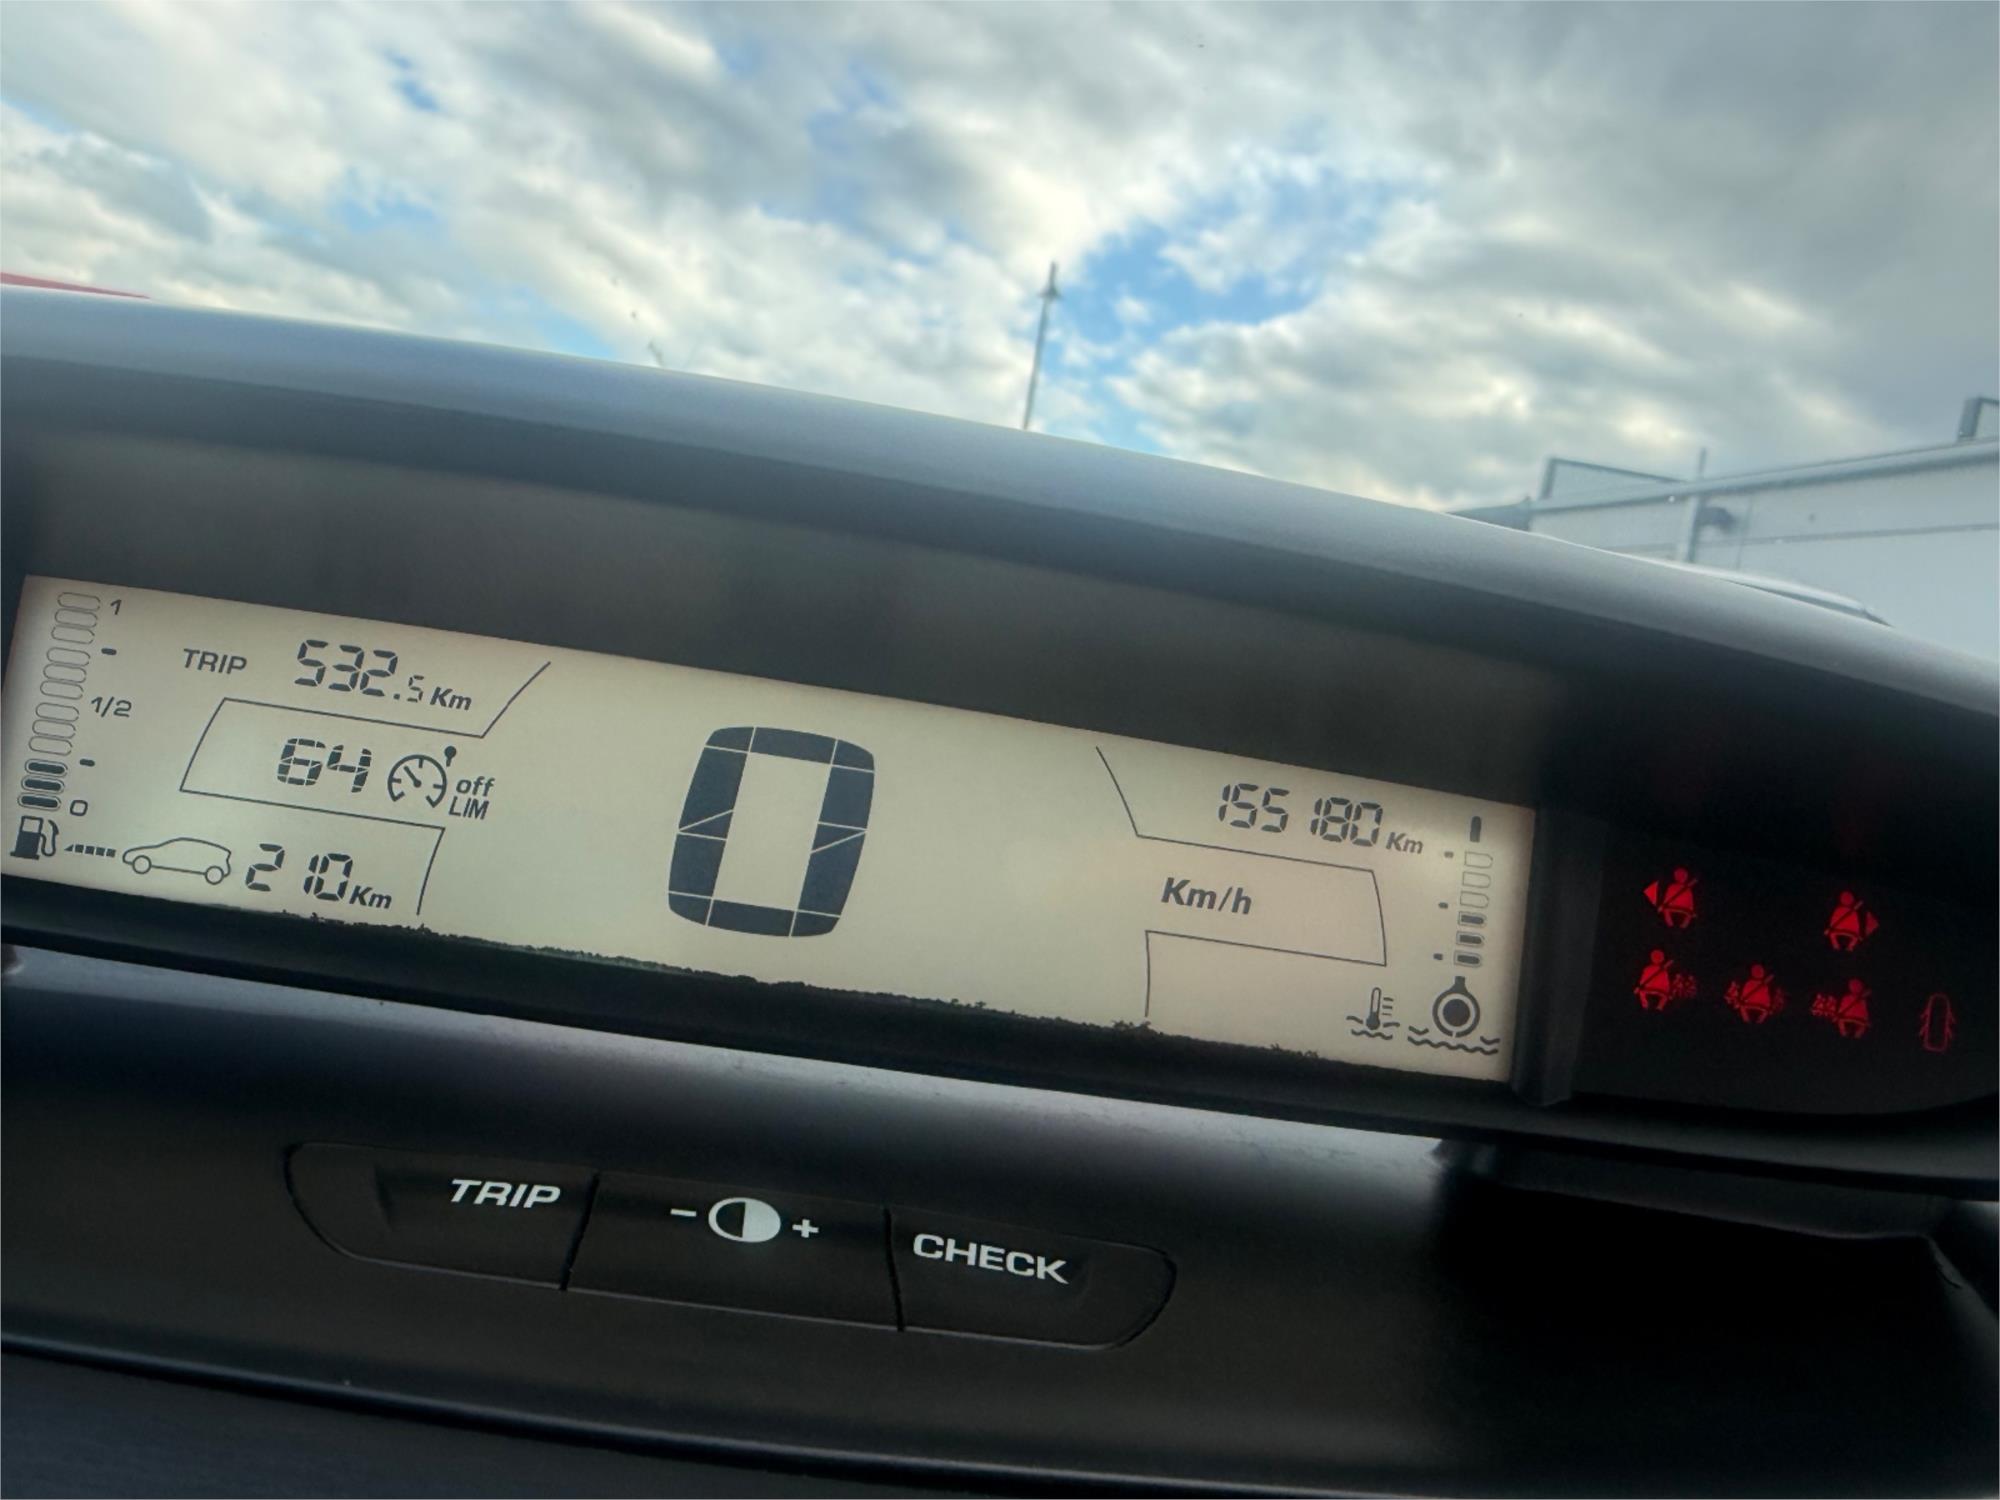 1
TRIP 532.5 Km
1/2
64 off
LIM
0
210 Km
0
155 180 Km
Km/h
TRIP - + CHECK